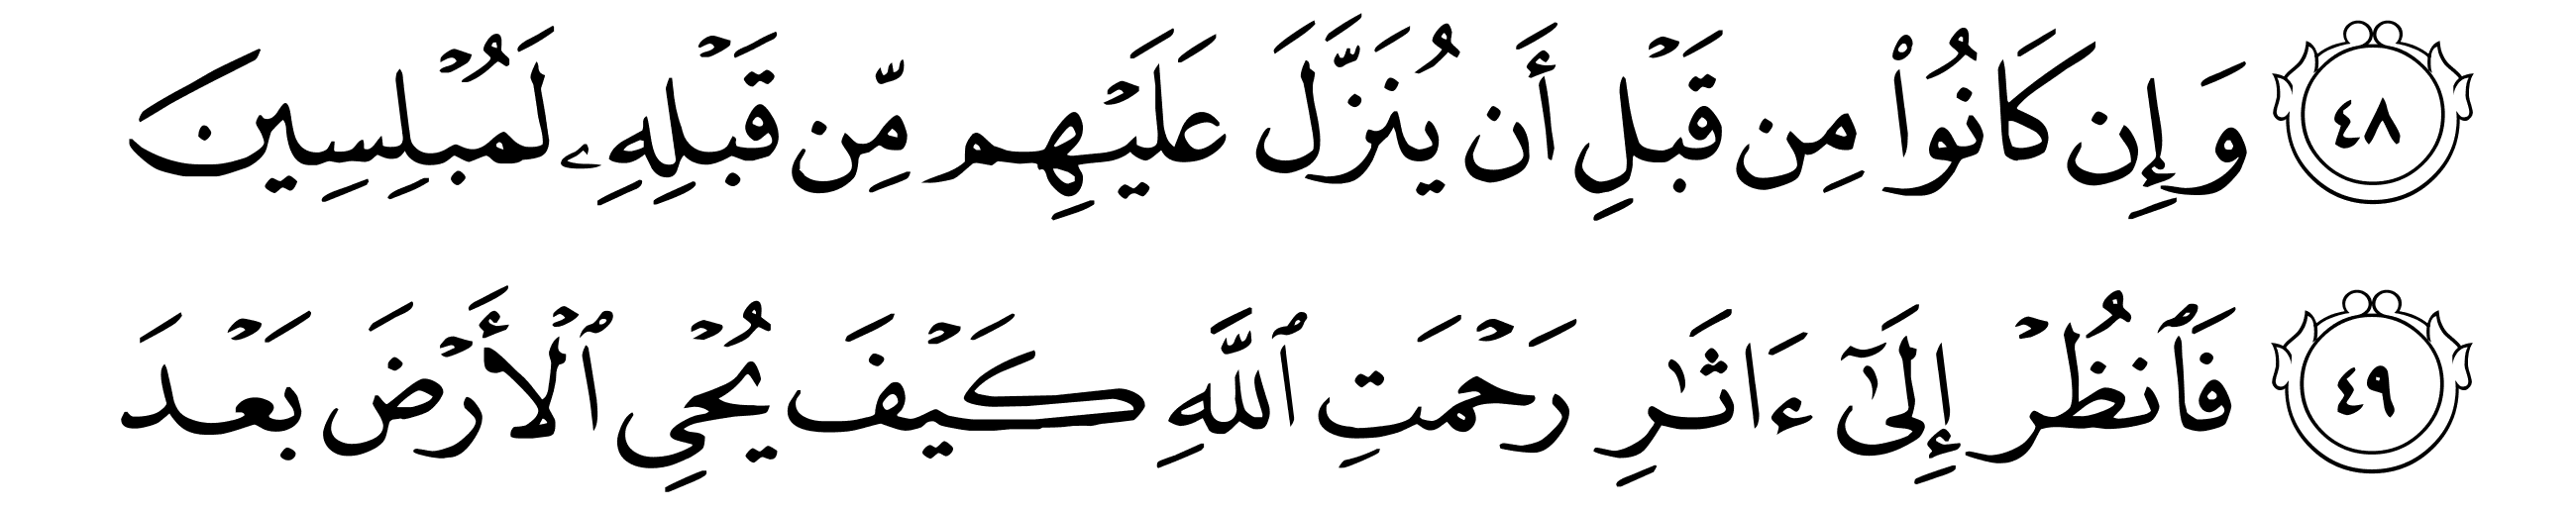 ٤٨ وَإِن كَانُوا۟ مِن قَبْلِ أَن يُنَزَّلَ عَلَيْهِم مِّن قَبْلِهِۦ لَمُبْلِسِينَ
٤٩ فَٱنظُرْ إِلَىٰٓ ءَاثَـٰرِ رَحْمَتِ ٱللَّهِ كَيْفَ يُحْىِ ٱلْأَرْضَ بَعْدَ